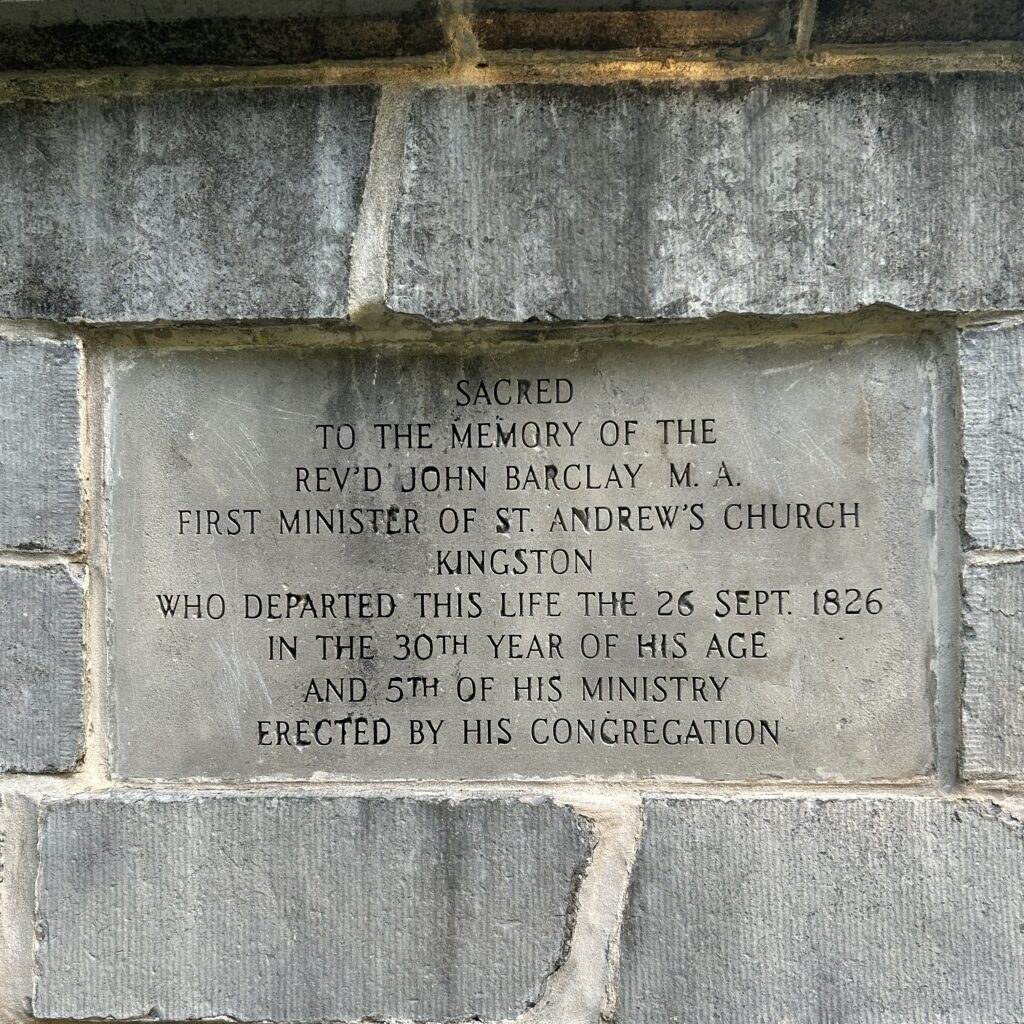 SACRED
TO THE MEMORY OF THE
REV'D JOHN BARCLAY M. A.
FIRST MINISTER OF ST. ANDREW'S CHURCH
KINGSTON
WHO DEPARTED THIS LIFE THE 26 SEPT. 1826
IN THE 30TH YEAR OF HIS AGE
AND 5TH OF HIS MINISTRY
ERECTED BY HIS CONGREGATION